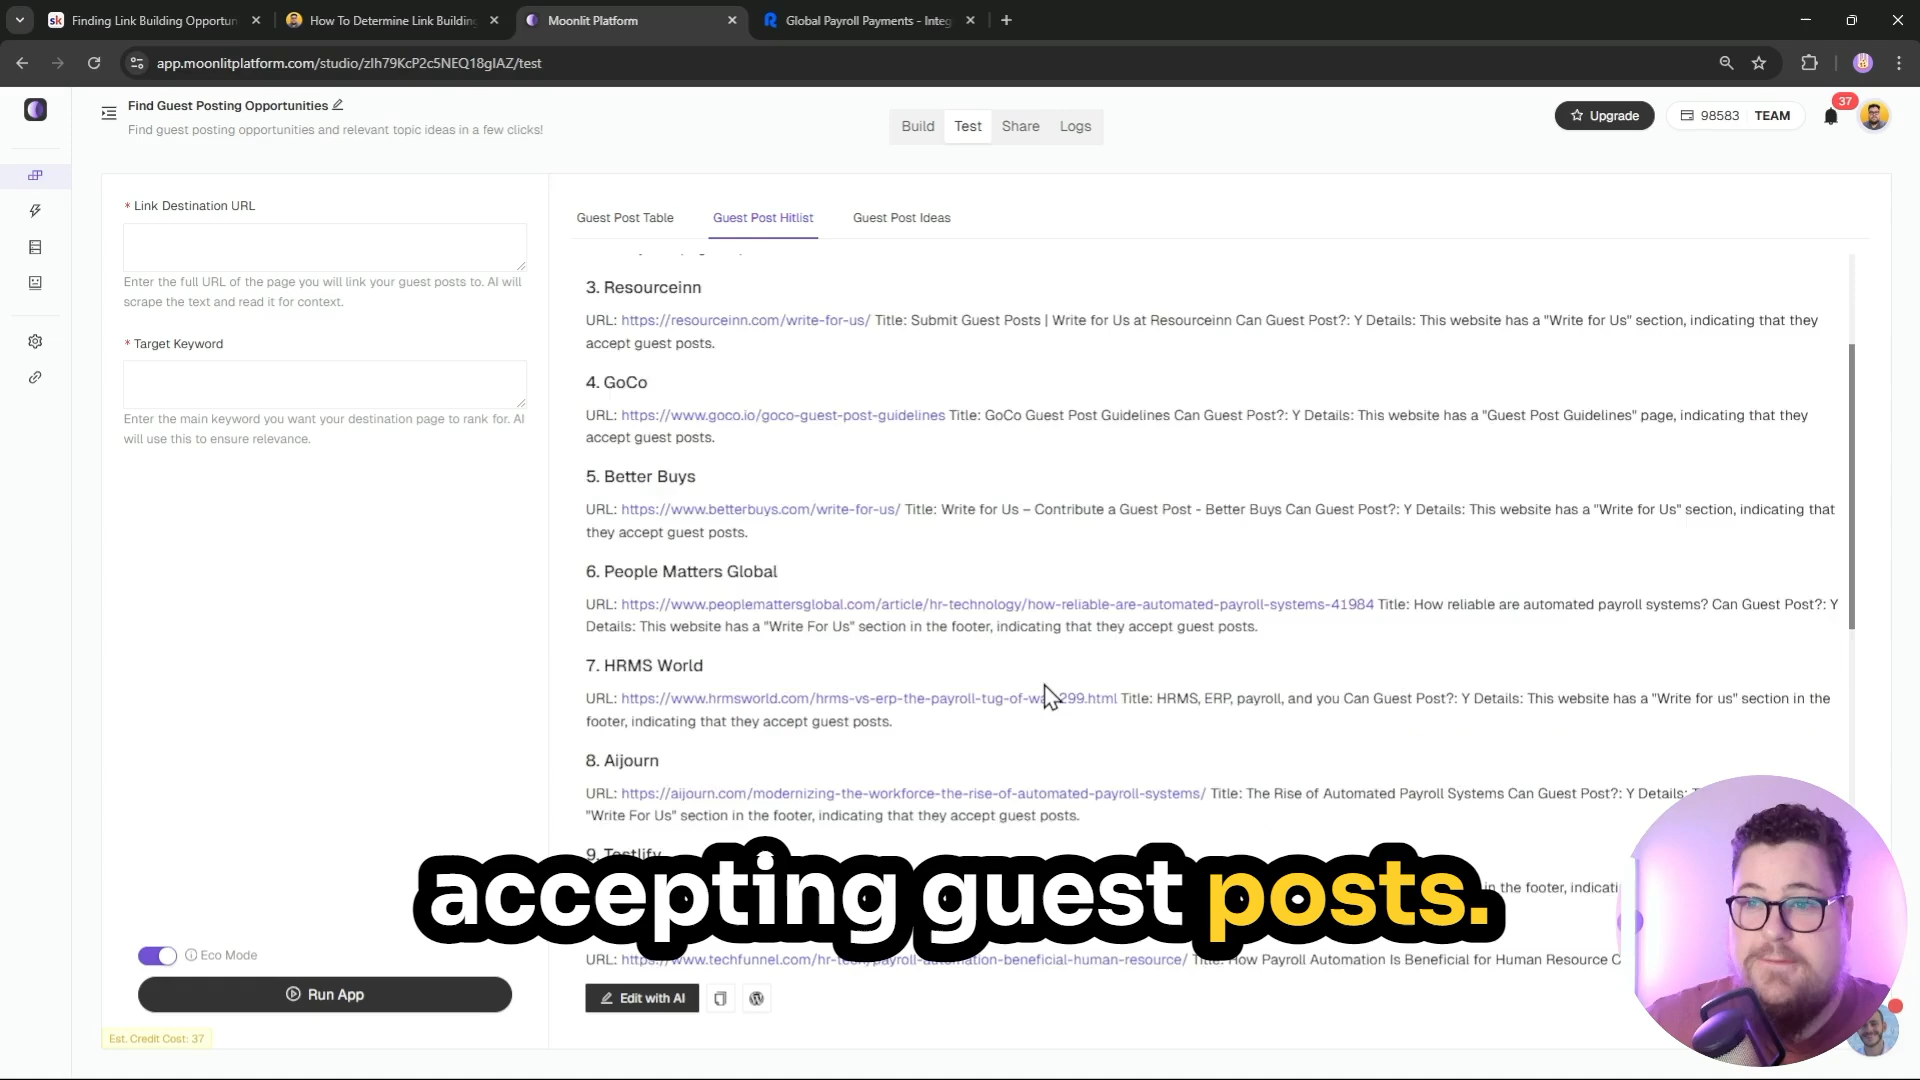 Finding Link Building Opportun
How To Determine Link Building
Moonlit Platform
Global Payroll Payments - Integ
app.moonlitplatform.com/studio/zlh79KcP2c5NEQ18glAZ/test
Find Guest Posting Opportunities
Find guest posting opportunities and relevant topic ideas in a few clicks!
Build
Test
Share
Logs
Upgrade
98583 TEAM
37
* Link Destination URL
Enter the full URL of the page you will link your guest posts to. AI will
scrape the text and read it for context.
* Target Keyword
Enter the main keyword you want your destination page to rank for. AI
will use this to ensure relevance.
Eco Mode
Run App
Est. Credit Cost: 37
Guest Post Table
Guest Post Hitlist
Guest Post Ideas
3. Resourceinn
URL: https://resourceinn.com/write-for-us/ Title: Submit Guest Posts | Write for Us at Resourceinn Can Guest Post?: Y Details: This website has a "Write for Us" section, indicating that they
accept guest posts.
4. GoCo
URL: https://www.goco.io/goco-guest-post-guidelines Title: GoCo Guest Post Guidelines Can Guest Post?: Y Details: This website has a "Guest Post Guidelines" page, indicating that they
accept guest posts.
5. Better Buys
URL: https://www.betterbuys.com/write-for-us/ Title: Write for Us – Contribute a Guest Post - Better Buys Can Guest Post?: Y Details: This website has a "Write for Us" section, indicating that
they accept guest posts.
6. People Matters Global
URL: https://www.peoplemattersglobal.com/article/hr-technology/how-reliable-are-automated-payroll-systems-41984 Title: How reliable are automated payroll systems? Can Guest Post?: Y
Details: This website has a "Write For Us" section in the footer, indicating that they accept guest posts.
7. HRMS World
URL: https://www.hrmsworld.com/hrms-vs-erp-the-payroll-tug-of-wa 299.html Title: HRMS, ERP, payroll, and you Can Guest Post?: Y Details: This website has a "Write for us" section in the
footer, indicating that they accept guest posts.
8. Aijourn
URL: https://aijourn.com/modernizing-the-workforce-the-rise-of-automated-payroll-systems/ Title: The Rise of Automated Payroll Systems Can Guest Post?: Y Details:
"Write For Us" section in the footer, indicating that they accept guest posts.
9. Testlify
in the footer, indicati
accepting guest posts.
URL: https://www.techfunnel.com/hr-tech/payroll-automation-beneficial-human-resource/ Title: How Payroll Automation Is Beneficial for Human Resource C
Edit with AI